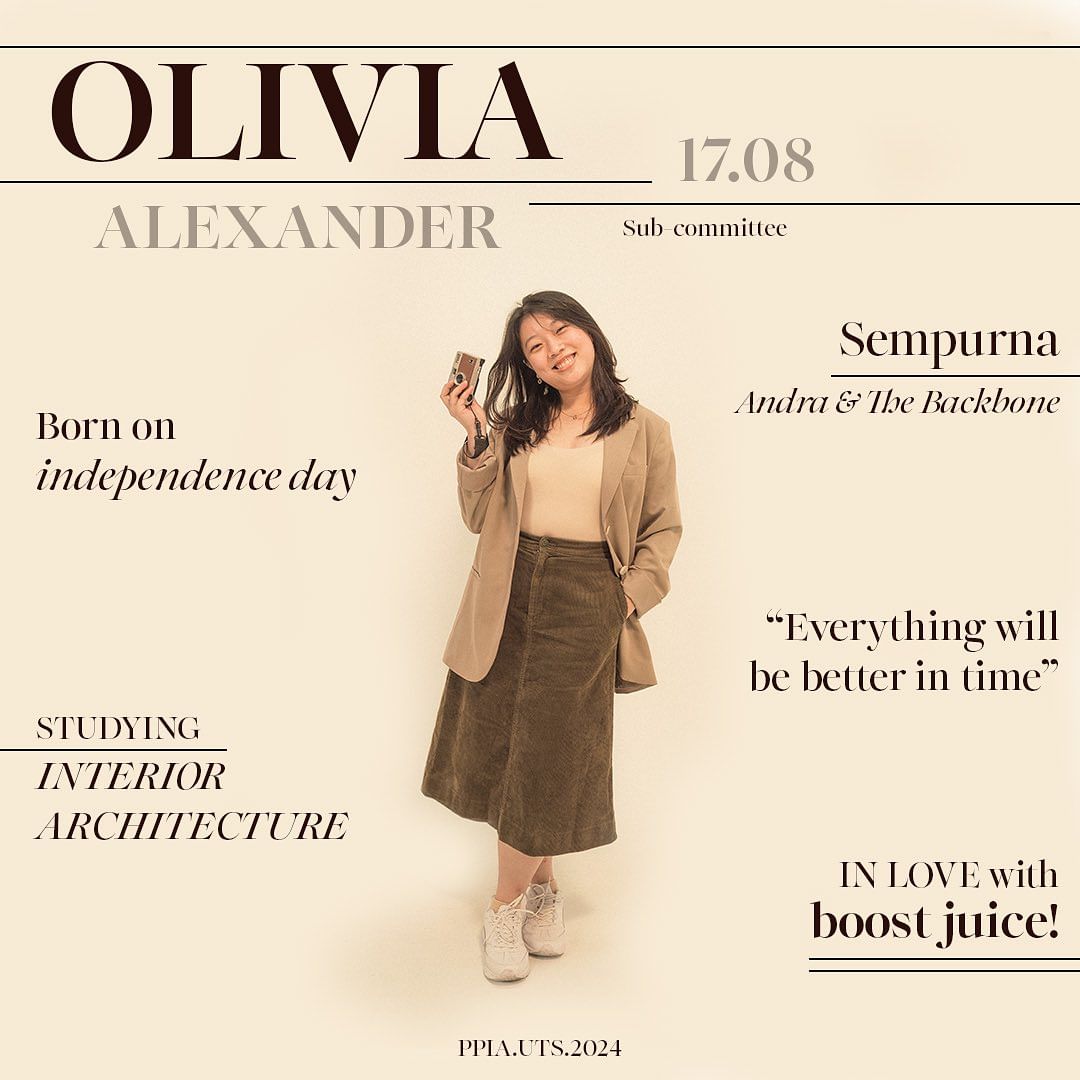 OLIVIA
17.08
ALEXANDER
Sub-committee
Sempurna
Andra & The Backbone
Born on
independence day
“Everything will
be better in time”
STUDYING
INTERIOR
ARCHITECTURE
IN LOVE with
boost juice!
PPIA.UTS.2024